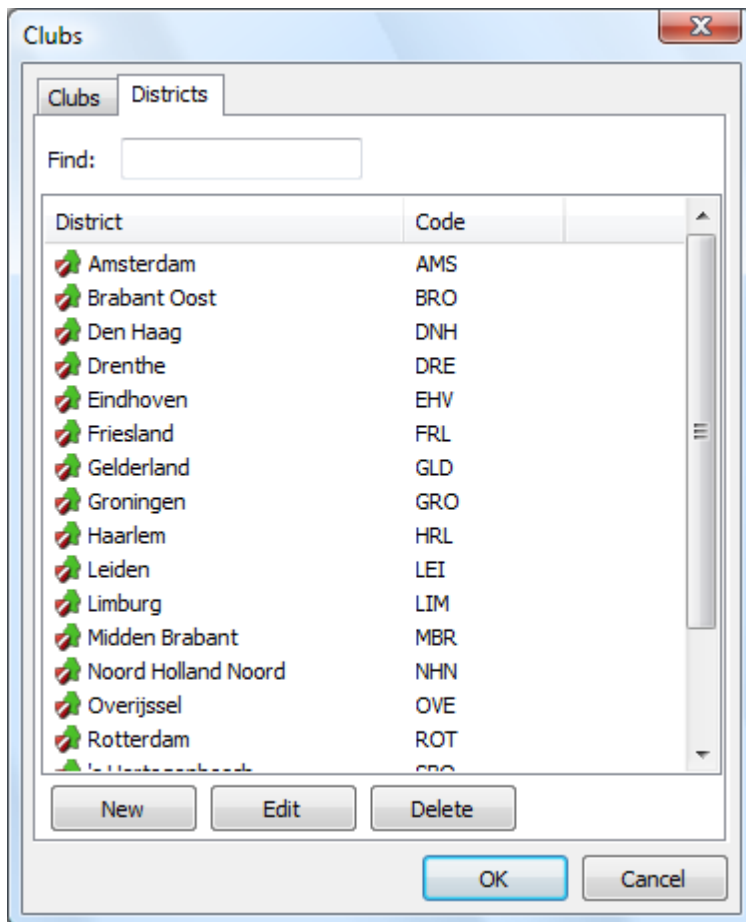 Clubs
Clubs Districts
Find:
District Code
Amsterdam AMS
Brabant Oost BRO
Den Haag DNH
Drenthe DRE
Eindhoven EHV
Friesland FRL
Gelderland GLD
Groningen GRO
Haarlem HRL
Leiden LEI
Limburg LIM
Midden Brabant MBR
Noord Holland Noord NHN
Overijssel OVE
Rotterdam ROT
New Edit Delete
OK Cancel